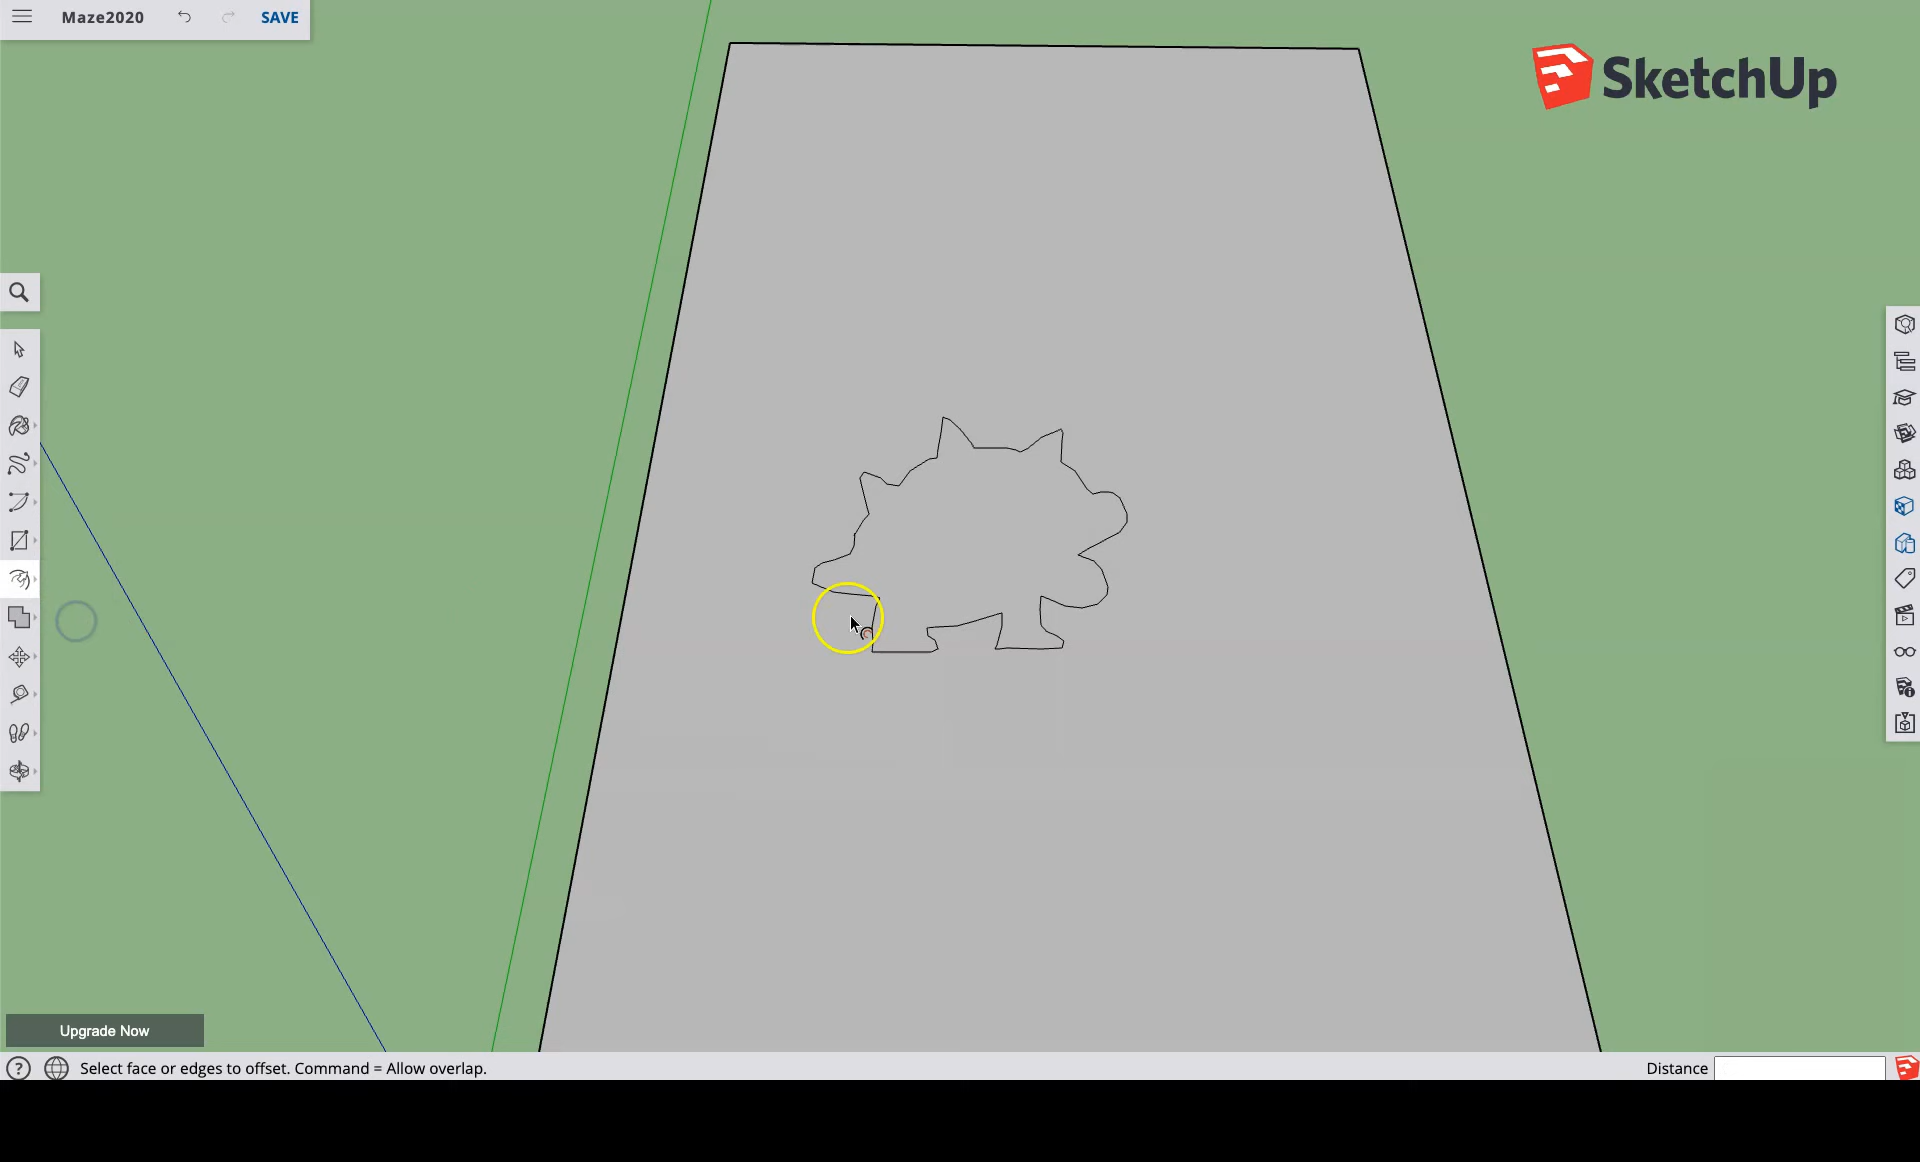 Maze2020 SAVE
SketchUp
Upgrade Now
? Select face or edges to offset. Command = Allow overlap. Distance